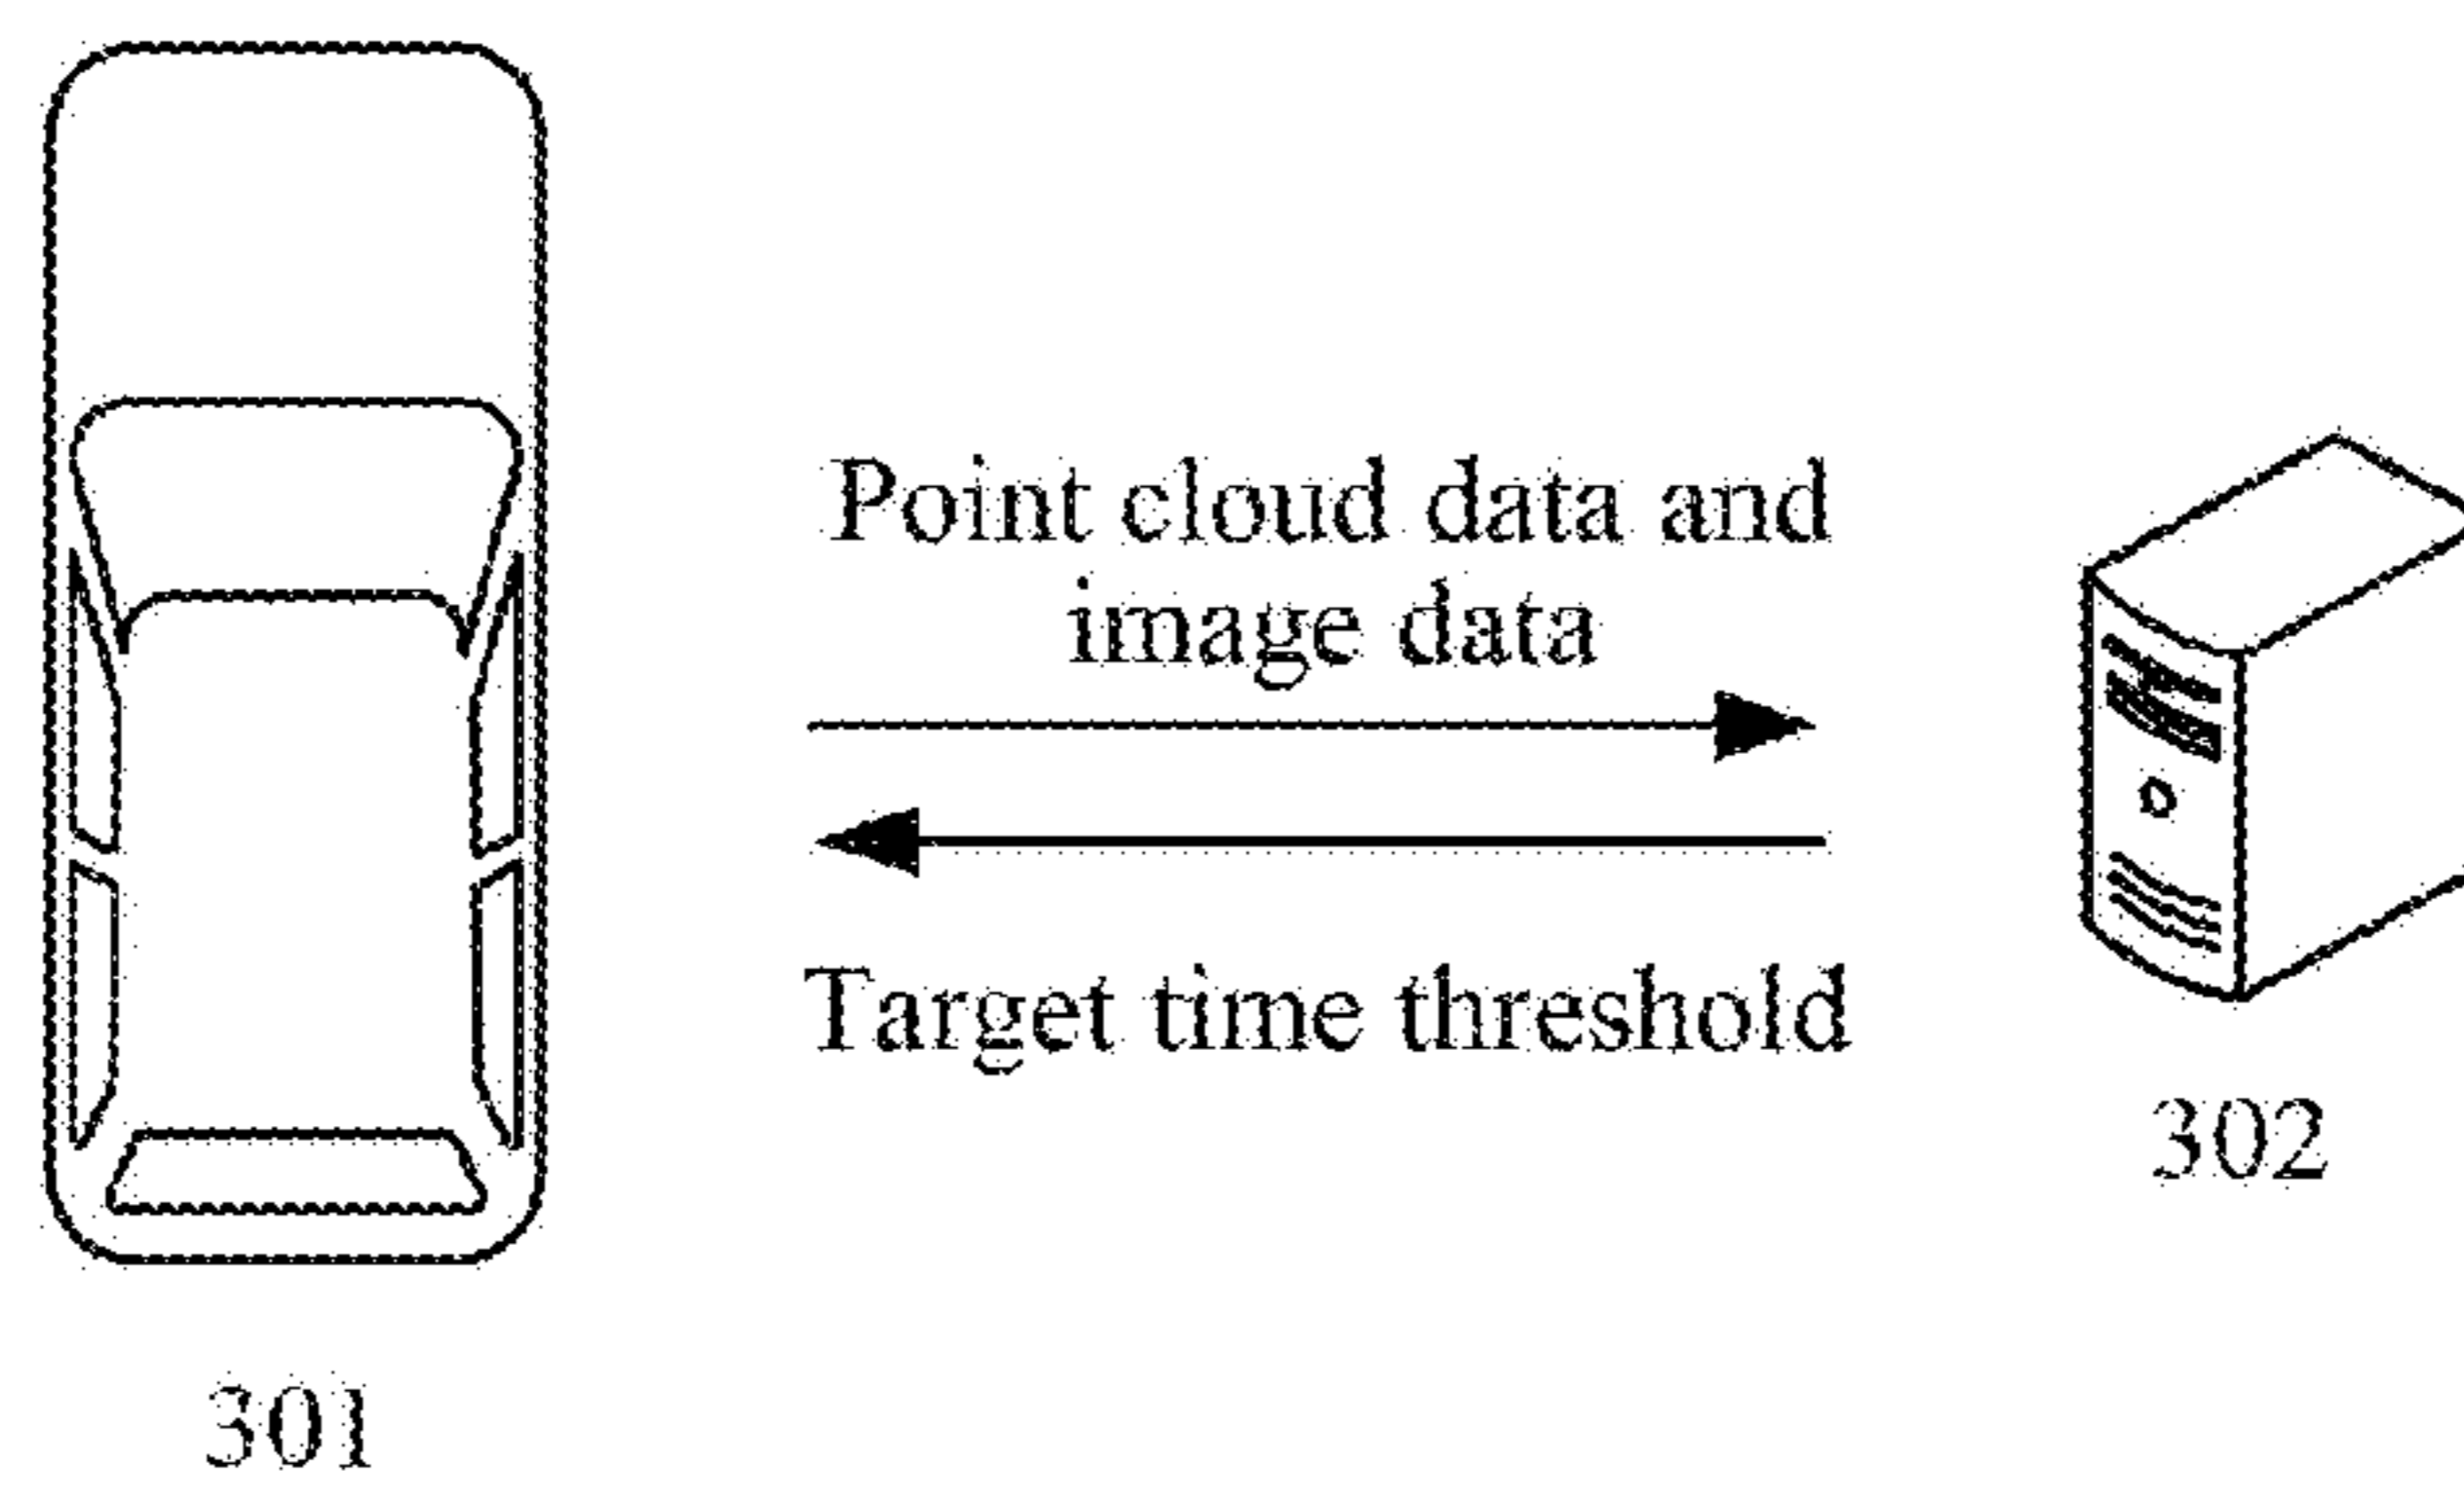 Point cloud data and
image data
Target time threshold
302
301